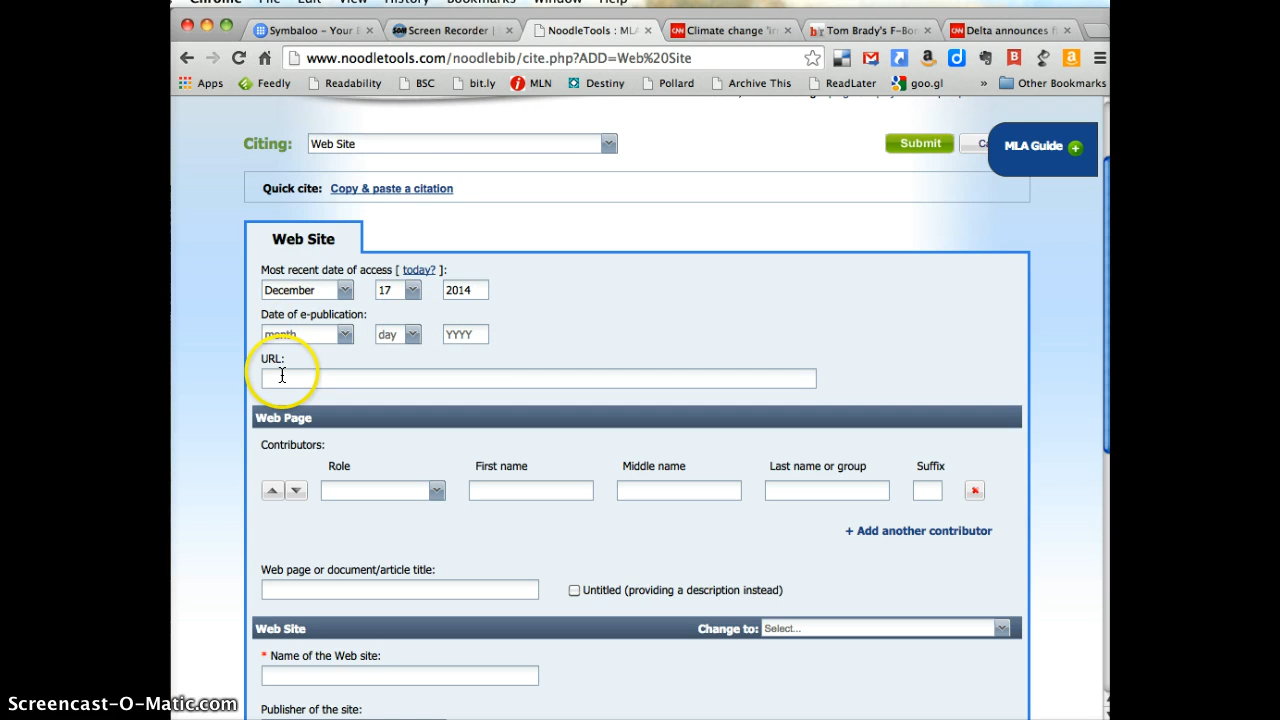 Chrome File Edit View History Bookmarks Window Help
Symbaloo - Your E
Screen Recorder |
NoodleTools : MLA
Climate change 'ir
Tom Brady's F-Bo
Delta announces fi
www.noodletools.com/noodlebib/cite.php?ADD=Web%20Site
Apps Feedly Readability BSC bit.ly MLN Destiny Pollard Archive This ReadLater goo.gl » Other Bookmarks
Citing: Web Site Submit Ca
MLA Guide
Quick cite: Copy & paste a citation
Web Site
Most recent date of access [ today? ]:
December 17 2014
Date of e-publication:
month day YYYY
URL:
Web Page
Contributors:
Role First name Middle name Last name or group Suffix
+ Add another contributor
Web page or document/article title:
Untitled (providing a description instead)
Web Site Change to: Select...
* Name of the Web site:
Publisher of the site:
Screencast-O-Matic.com